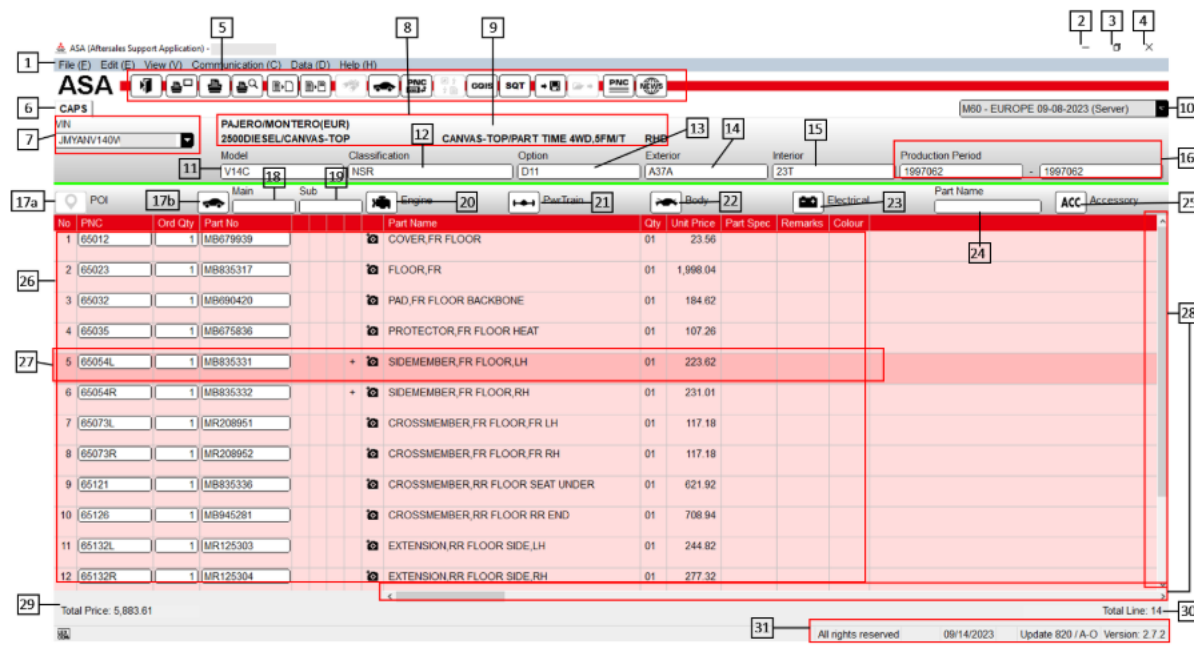 5 8 9 2 3 4
ASA (Aftersales Support Application) -
1 File (F) Edit (E) View (V) Communication (C) Data (D) Help (H)
ASA PNC GQIS SQT PNC NEWS
6 CAPS M60 - EUROPE 09-08-2023 (Server) 10
VIN PAJERO/MONTERO(EUR)
7 JMYANV140V 2500DIESEL/CANVAS-TOP CANVAS-TOP/PART TIME 4WD,5FM/T RHD
12 13 14 15
Model Classification Option Exterior Interior Production Period 16
11 V14C NSR D11 A37A 23T 1997062 - 1997062
17a POI 17b Main 18 Sub 19 Engine 20 PwrTrain 21 Body 22 Electrical 23 Part Name ACC Accessory 25
No PNC Ord Qty Part No Part Name Qty Unit Price Part Spec Remarks Colour
24
26
1 65012 1 MB679939 COVER,FR FLOOR 01 23.56
2 65023 1 MB835317 FLOOR,FR 01 1,998.04
3 65032 1 MB690420 PAD,FR FLOOR BACKBONE 01 184.62
28
4 65035 1 MB675836 PROTECTOR,FR FLOOR HEAT 01 107.26
27 5 65054L 1 MB835331 + SIDEMEMBER,FR FLOOR,LH 01 223.62
6 65054R 1 MB835332 + SIDEMEMBER,FR FLOOR,RH 01 231.01
7 65073L 1 MR208951 CROSSMEMBER,FR FLOOR,FR LH 01 117.18
8 65073R 1 MR208952 CROSSMEMBER,FR FLOOR,FR RH 01 117.18
9 65121 1 MB835336 CROSSMEMBER,RR FLOOR SEAT UNDER 01 621.92
10 65126 1 MB945281 CROSSMEMBER,RR FLOOR RR END 01 708.94
11 65132L 1 MR125303 EXTENSION,RR FLOOR SIDE,LH 01 244.82
12 65132R 1 MR125304 EXTENSION,RR FLOOR SIDE,RH 01 277.32
29 Total Price: 5,883.61 Total Line: 14 30
31 All rights reserved 09/14/2023 Update 820 / A-O Version: 2.7.2